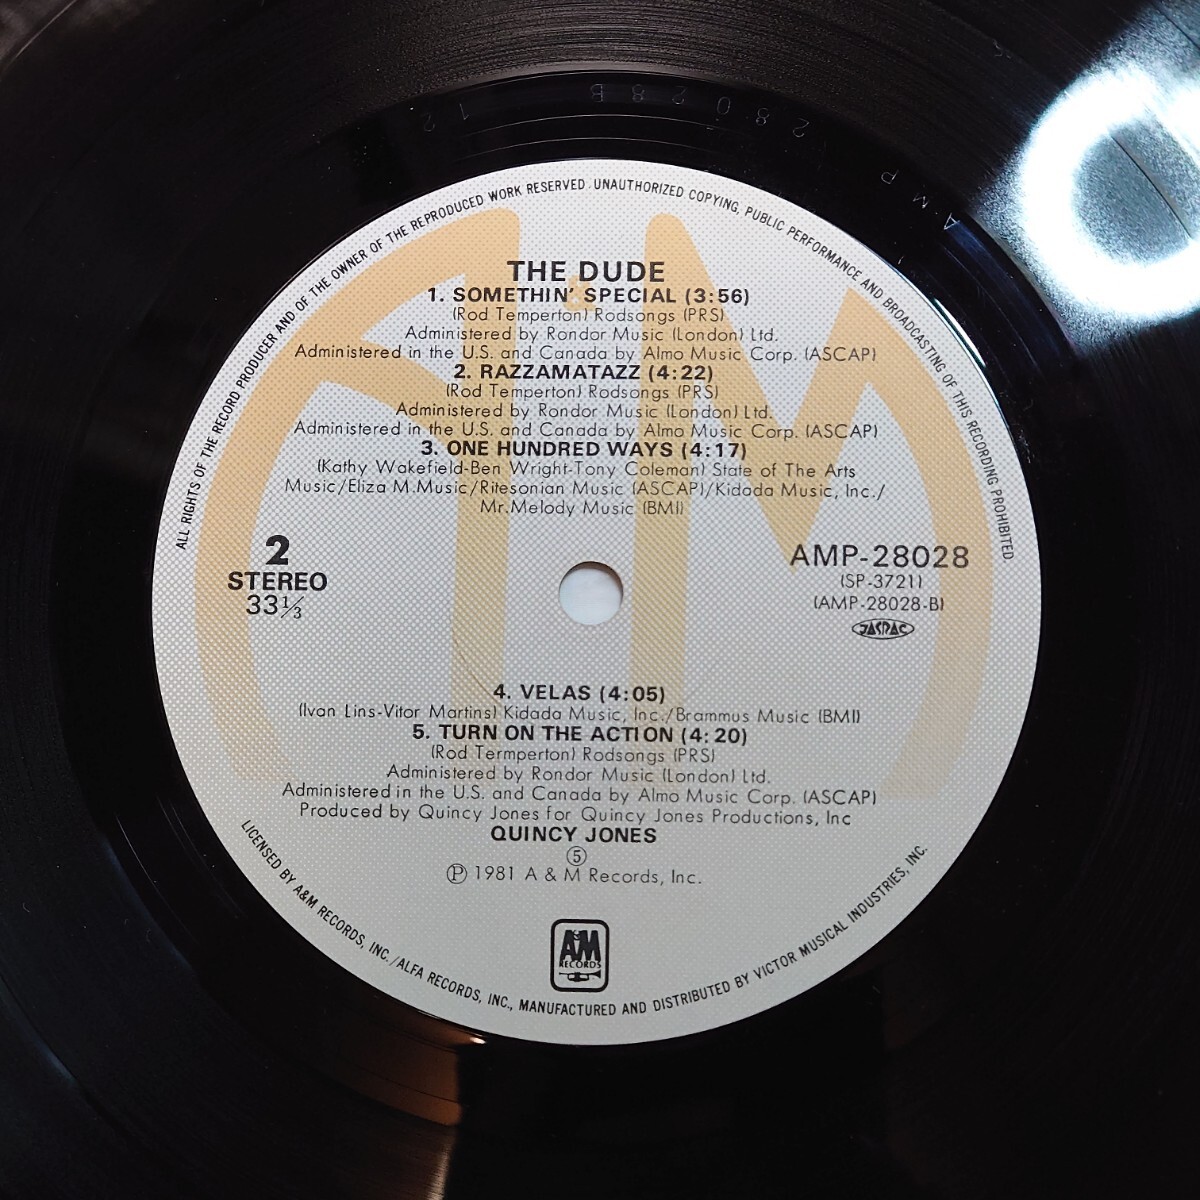 ALL RIGHTS OF THE RECORD PRODUCER AND OF THE OWNER OF THE REPRODUCED WORK RESERVED UNAUTHORIZED COPYING, PUBLIC PERFORMANCE AND BROADCASTING OF THIS RECORDING PROHIBITED.
THE DUDE
1. SOMETHIN' SPECIAL (3:56)
(Rod Temperton) Rodsongs (PRS)
Administered by Rondor Music (London) Ltd.
Administered in the U.S. and Canada by Almo Music Corp. (ASCAP)
2. RAZZAMATAZZ (4:22)
(Rod Temperton) Rodsongs (PRS)
Administered by Rondor Music (London) Ltd.
Administered in the U.S. and Canada by Almo Music Corp. (ASCAP)
3. ONE HUNDRED WAYS (4:17)
(Kathy Wakefield-Ben Wright-Tony Coleman) State of The Arts
Music/Eliza M.Music/Ritesonian Music (ASCAP)/Kidada Music, Inc./
Mr.Melody Music (BMI)
2
STEREO
33 1/3
AMP-28028
(SP-3721)
(AMP-28028-B)
JASRAC
4. VELAS (4:05)
(Ivan Lins-Vitor Martins) Kidada Music, Inc./Brammus Music (BMI)
5. TURN ON THE ACTION (4:20)
(Rod Termperton) Rodsongs (PRS)
Administered by Rondor Music (London) Ltd.
Administered in the U.S. and Canada by Almo Music Corp. (ASCAP)
Produced by Quincy Jones for Quincy Jones Productions, Inc
QUINCY JONES
⑤
Ⓟ 1981 A & M Records, Inc.
A&M
RECORDS
LICENSED BY A&M RECORDS, INC./ALFA RECORDS, INC., MANUFACTURED AND DISTRIBUTED BY VICTOR MUSICAL INDUSTRIES, INC.
A&M
AMP 28028B 12